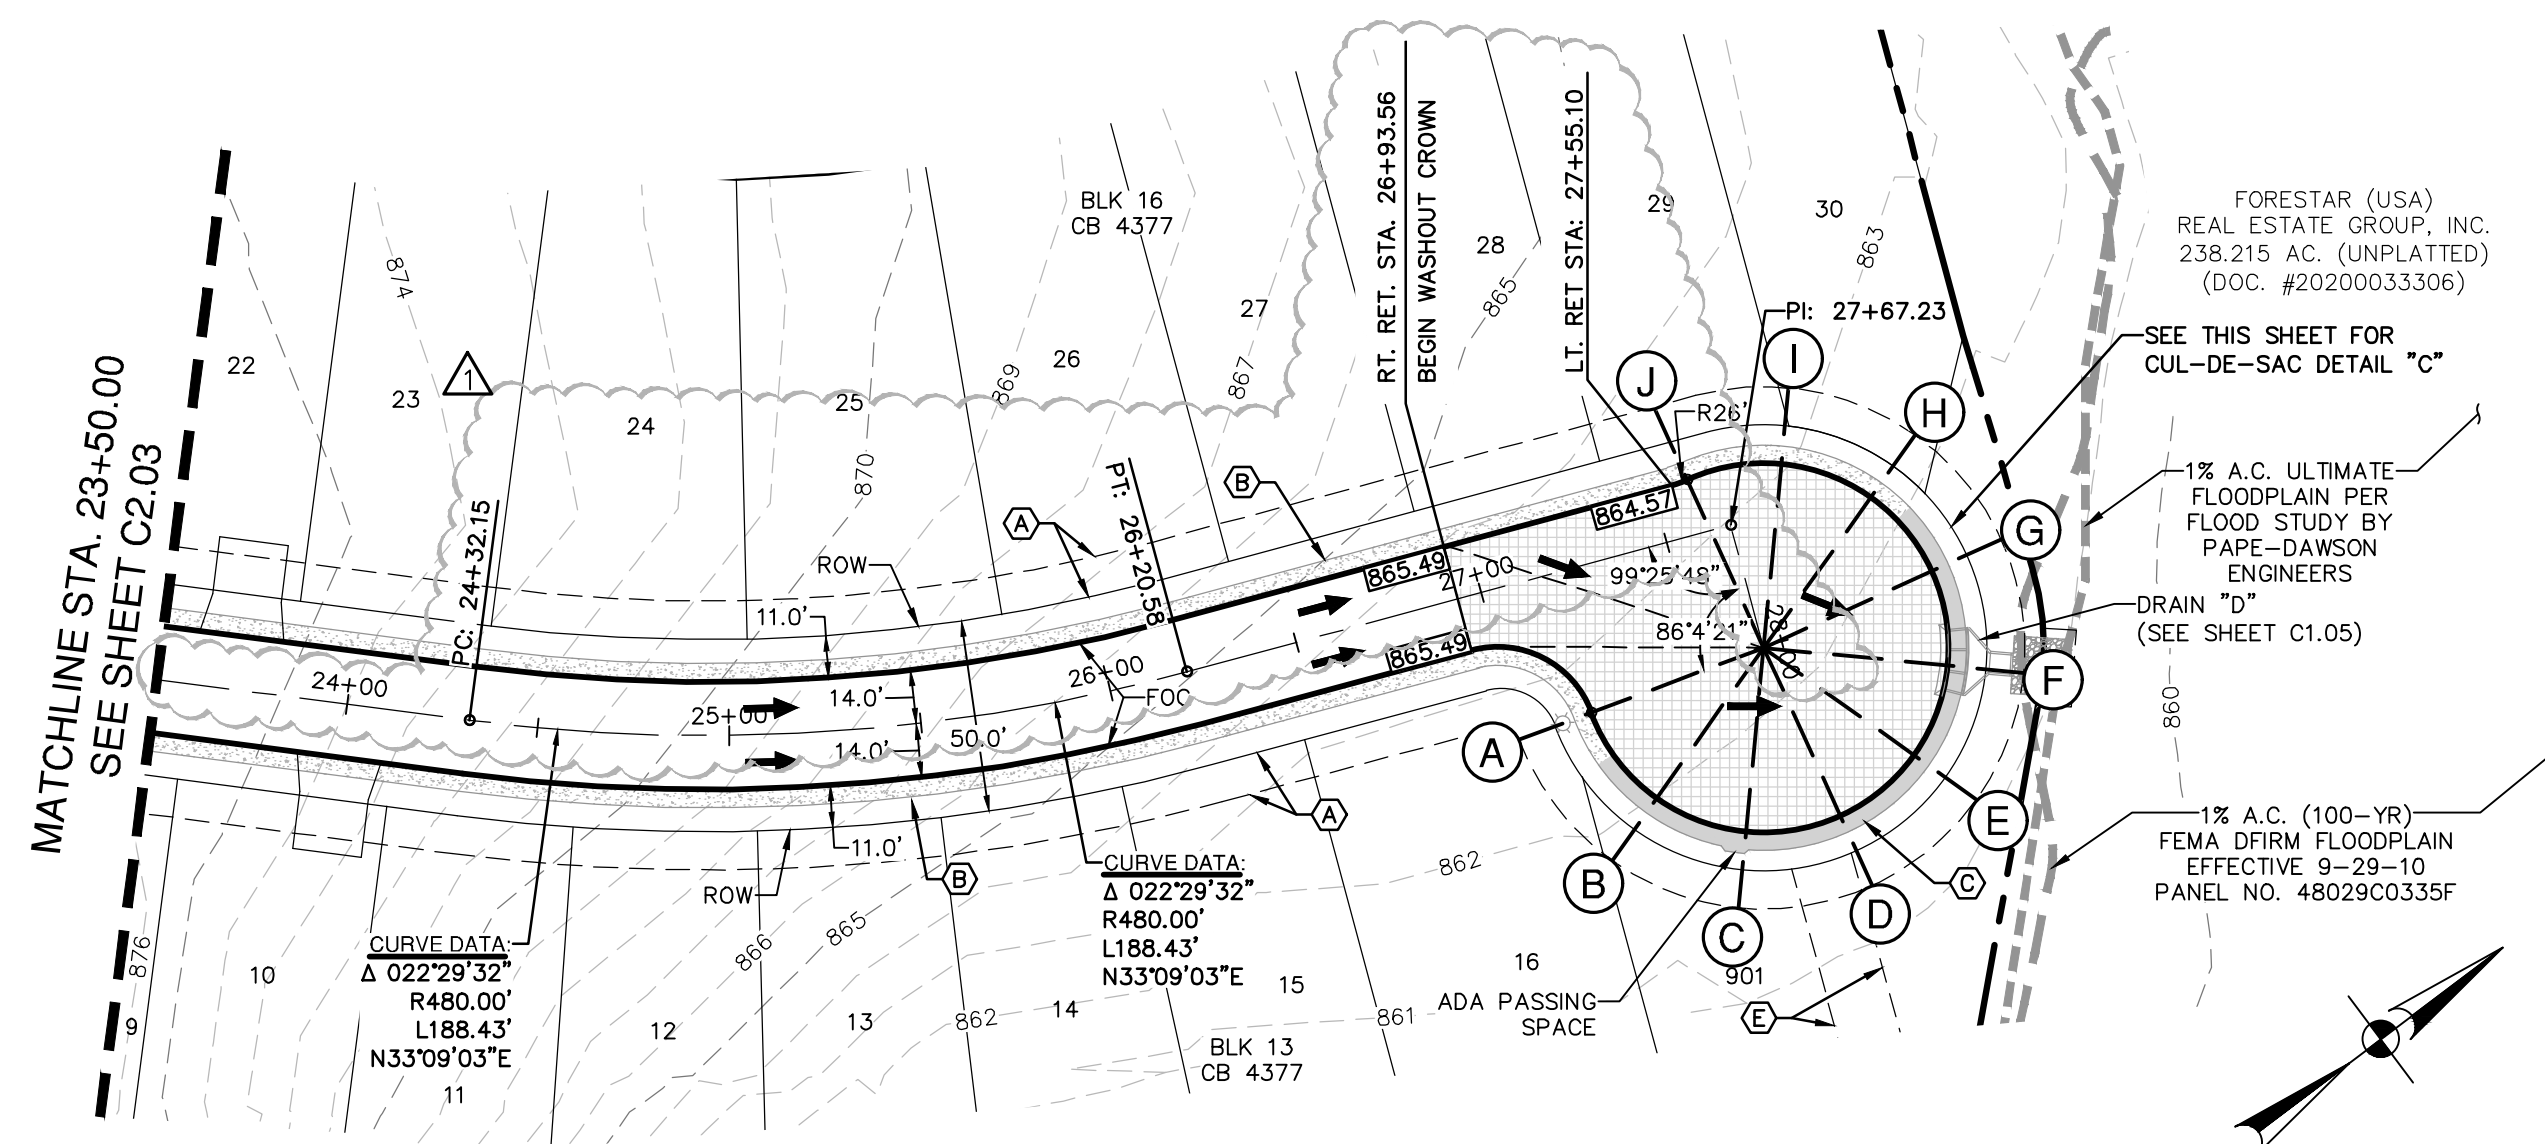 MATCHLINE STA. 23+50.00
SEE SHEET C2.03
22
23
24
25
26
27
28
29
30
1
874
870
869
867
865
863
BLK 16
CB 4377
RT. RET. STA. 26+93.56
BEGIN WASHOUT CROWN
LT. RET STA: 27+55.10
PI: 27+67.23
FORESTAR (USA)
REAL ESTATE GROUP, INC.
238.215 AC. (UNPLATTED)
(DOC. #20200033306)
SEE THIS SHEET FOR
CUL-DE-SAC DETAIL "C"
1% A.C. ULTIMATE
FLOODPLAIN PER
FLOOD STUDY BY
PAPE-DAWSON
ENGINEERS
DRAIN "D"
(SEE SHEET C1.05)
860
1% A.C. (100-YR)
FEMA DFIRM FLOODPLAIN
EFFECTIVE 9-29-10
PANEL NO. 48029C0335F
J
I
H
G
F
E
D
C
B
A
R26'
864.57
865.49
865.49
99°25'48"
86°4'21"
24+00
25+00
26+00
27+00
28+00
PC: 24+32.15
PT: 26+20.58
ROW
ROW
A
B
A
B
C
E
FOC
11.0'
14.0'
14.0'
50.0'
11.0'
CURVE DATA:
Δ 022°29'32"
R480.00'
L188.43'
N33°09'03"E
CURVE DATA:
Δ 022°29'32"
R480.00'
L188.43'
N33°09'03"E
876
866
865
862
862
861
9
10
11
12
13
14
15
16
901
BLK 13
CB 4377
ADA PASSING
SPACE